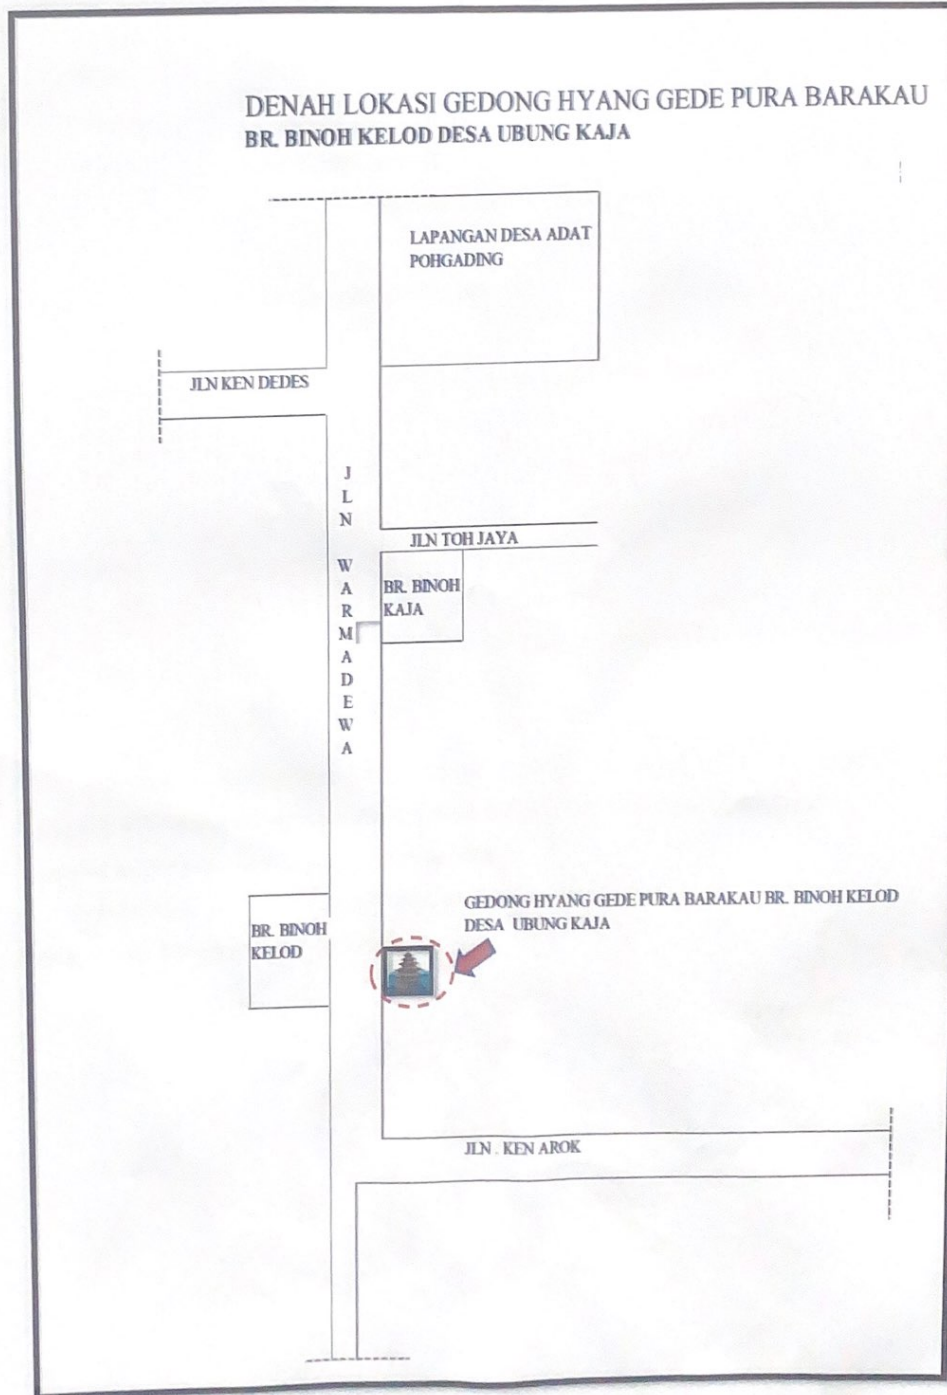 DENAH LOKASI GEDONG HYANG GEDE PURA BARAKAU
BR. BINOH KELOD DESA UBUNG KAJA
LAPANGAN DESA ADAT
POHGADING
JLN KEN DEDES
JLN WARMADEWA
JLN TOH JAYA
BR. BINOH
KAJA
GEDONG HYANG GEDE PURA BARAKAU BR. BINOH KELOD
DESA UBUNG KAJA
BR. BINOH
KELOD
JLN . KEN AROK